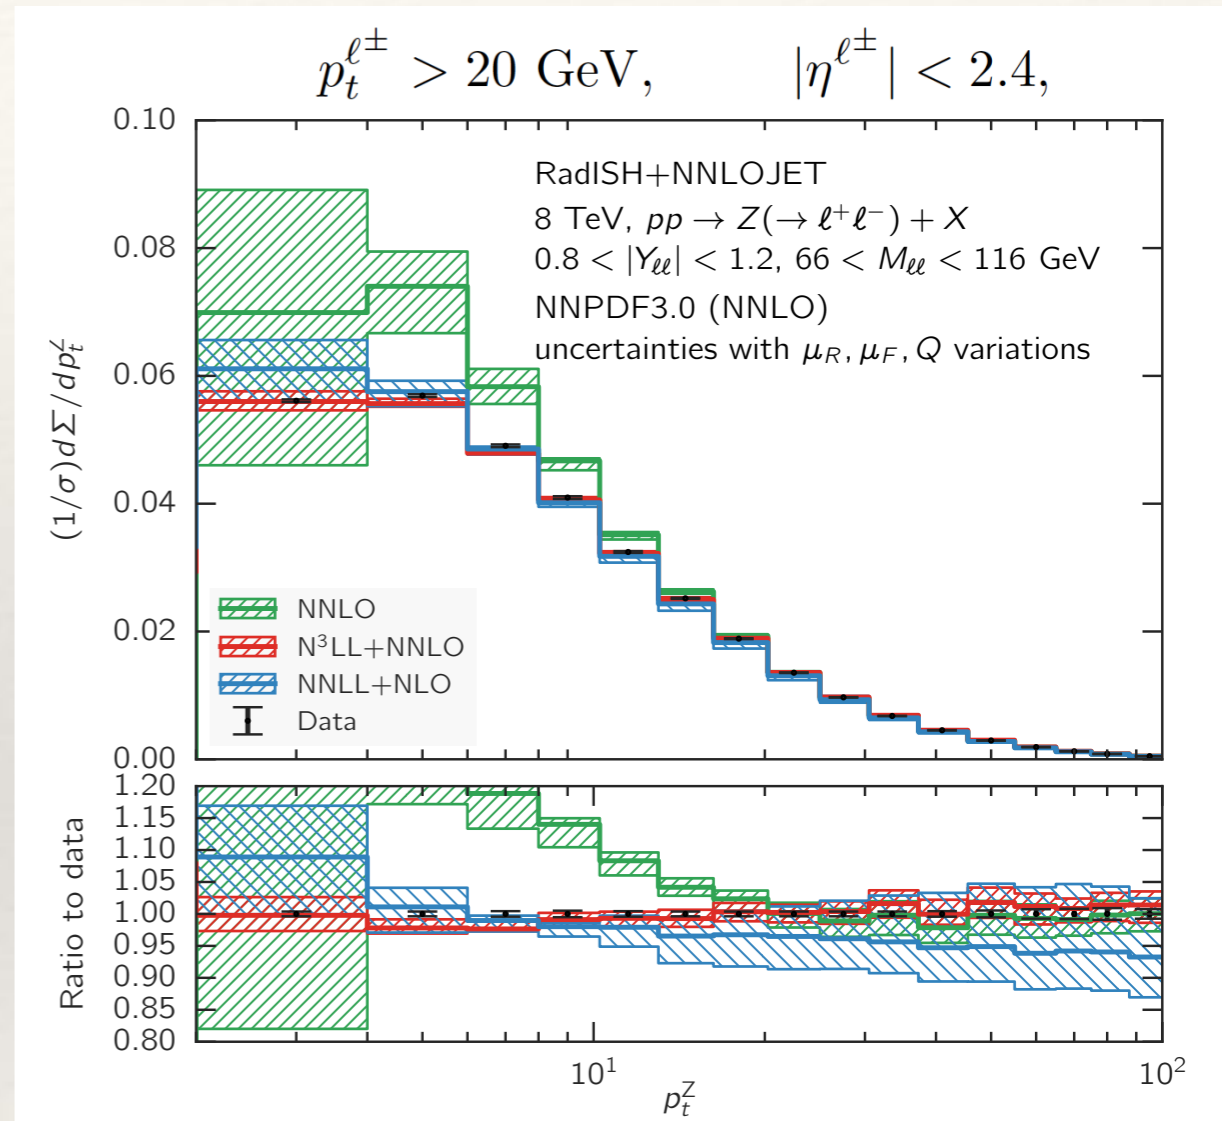 p_t^{ℓ^±} > 20 GeV, |η^{ℓ^±}| < 2.4,
0.10
0.08
0.06
0.04
0.02
0.00
(1/σ)dΣ/dp_t^Z
RadISH+NNLOJET
8 TeV, pp → Z(→ ℓ⁺ℓ⁻) + X
0.8 < |Y_{ℓℓ}| < 1.2, 66 < M_{ℓℓ} < 116 GeV
NNPDF3.0 (NNLO)
uncertainties with μ_R, μ_F, Q variations
NNLO
N³LL+NNLO
NNLL+NLO
Data
1.20
1.15
1.10
1.05
1.00
0.95
0.90
0.85
0.80
Ratio to data
10¹
10²
p_t^Z